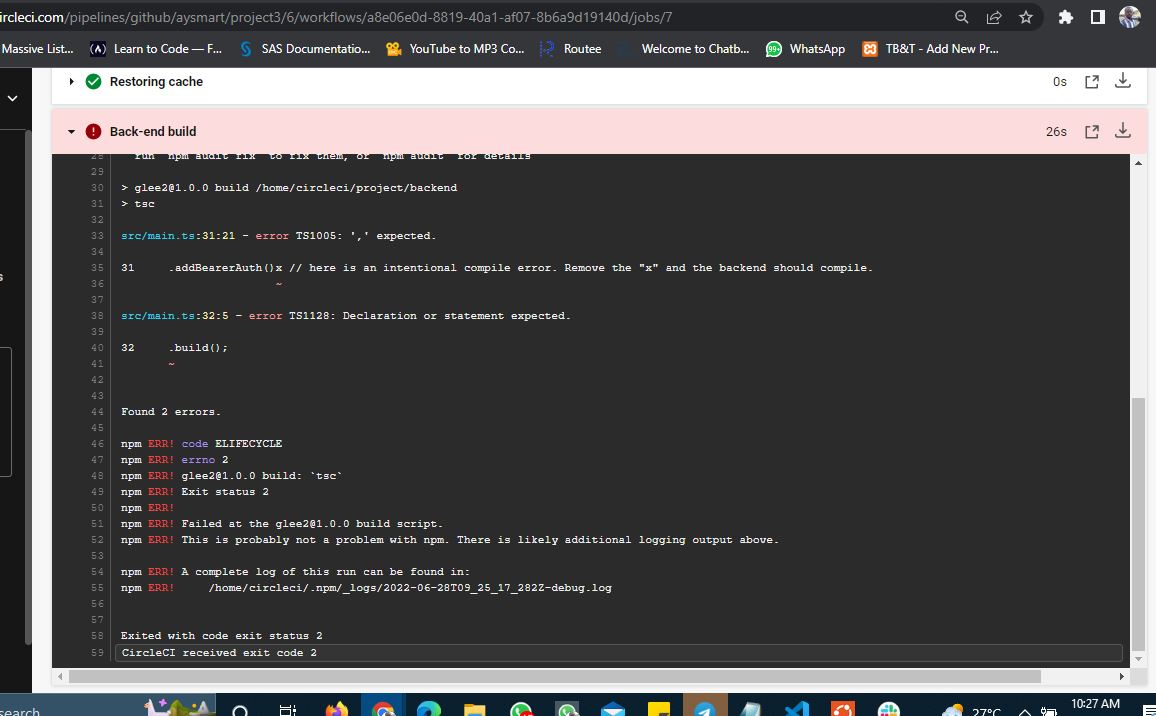 ircleci.com/pipelines/github/aysmart/project3/6/workflows/a8e06e0d-8819-40a1-af07-8b6a9d19140d/jobs/7
Massive List... Learn to Code — F... SAS Documentatio... YouTube to MP3 Co... Routee Welcome to Chatb... 99+ WhatsApp TB&T - Add New Pr...
Restoring cache 0s
Back-end build 26s
28 run `npm audit fix` to fix them, or `npm audit` for details
29
30 > glee2@1.0.0 build /home/circleci/project/backend
31 > tsc
32
33 src/main.ts:31:21 - error TS1005: ',' expected.
34
35 31 .addBearerAuth()x // here is an intentional compile error. Remove the "x" and the backend should compile.
36 ~
37
38 src/main.ts:32:5 - error TS1128: Declaration or statement expected.
39
40 32 .build();
41 ~
42
43
44 Found 2 errors.
45
46 npm ERR! code ELIFECYCLE
47 npm ERR! errno 2
48 npm ERR! glee2@1.0.0 build: `tsc`
49 npm ERR! Exit status 2
50 npm ERR!
51 npm ERR! Failed at the glee2@1.0.0 build script.
52 npm ERR! This is probably not a problem with npm. There is likely additional logging output above.
53
54 npm ERR! A complete log of this run can be found in:
55 npm ERR! /home/circleci/.npm/_logs/2022-06-28T09_25_17_282Z-debug.log
56
57
58 Exited with code exit status 2
59 CircleCI received exit code 2
search 27°C 10:27 AM